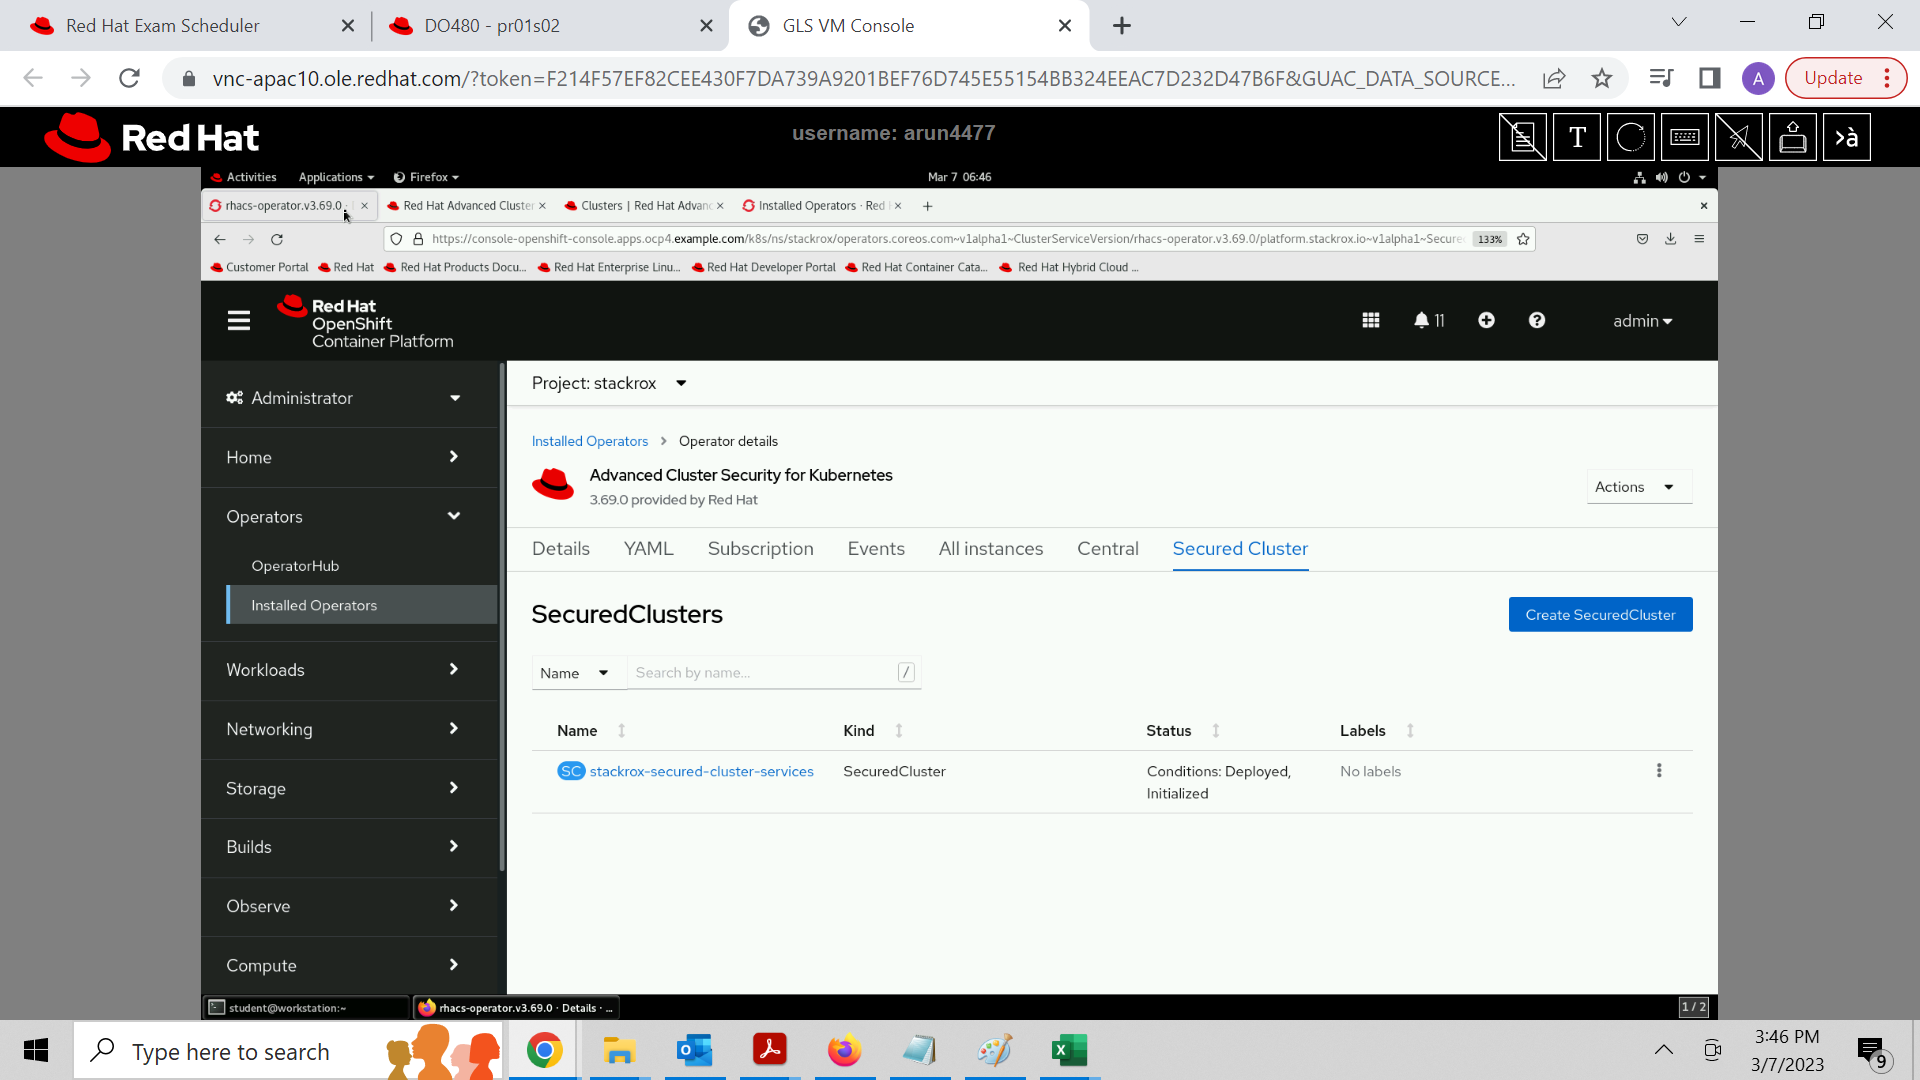 Red Hat Exam Scheduler
DO480 - pr01s02
GLS VM Console
vnc-apac10.ole.redhat.com/?token=F214F57EF82CEE430F7DA739A9201BEF76D745E55154BB324EEAC7D232D47B6F&GUAC_DATA_SOURCE...
A
Update
Red Hat
username: arun4477
T
>à
Activities
Applications
Firefox
Mar 7 06:46
rhacs-operator.v3.69.0 ·
Red Hat Advanced Cluster
Clusters | Red Hat Advanc
Installed Operators · Red
https://console-openshift-console.apps.ocp4.example.com/k8s/ns/stackrox/operators.coreos.com~v1alpha1~ClusterServiceVersion/rhacs-operator.v3.69.0/platform.stackrox.io~v1alpha1~Secure
133%
Customer Portal
Red Hat
Red Hat Products Docu...
Red Hat Enterprise Linu...
Red Hat Developer Portal
Red Hat Container Cata...
Red Hat Hybrid Cloud ...
Red Hat
OpenShift
Container Platform
11
admin
Administrator
Home
Operators
OperatorHub
Installed Operators
Workloads
Networking
Storage
Builds
Observe
Compute
Project: stackrox
Installed Operators
Operator details
Advanced Cluster Security for Kubernetes
3.69.0 provided by Red Hat
Actions
Details
YAML
Subscription
Events
All instances
Central
Secured Cluster
SecuredClusters
Create SecuredCluster
Name
Search by name...
/
Name
Kind
Status
Labels
SC stackrox-secured-cluster-services
SecuredCluster
Conditions: Deployed,
Initialized
No labels
student@workstation:~
rhacs-operator.v3.69.0 · Details · ...
1 / 2
Type here to search
3:46 PM
3/7/2023
9